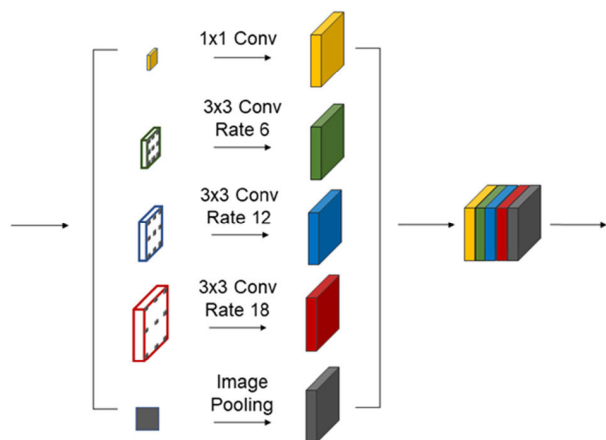 1x1 Conv
3x3 Conv
Rate 6
3x3 Conv
Rate 12
3x3 Conv
Rate 18
Image
Pooling